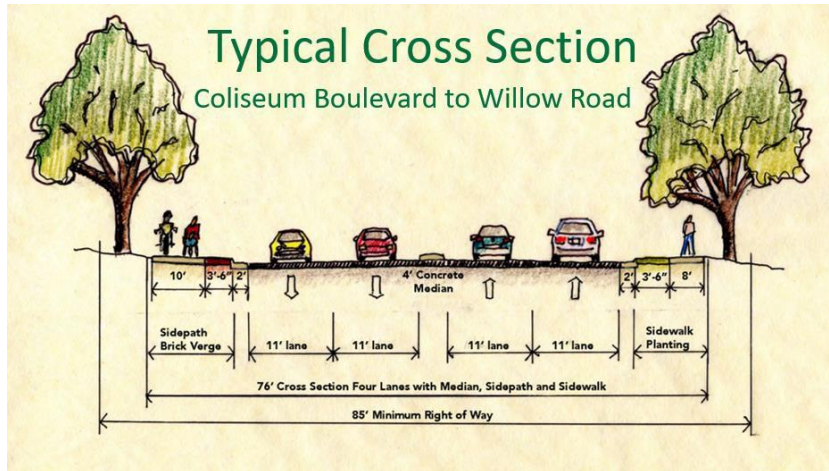 Typical Cross Section
Coliseum Boulevard to Willow Road
10'
3'-6"
2'
4' Concrete
Median
2'
3'-6"
8'
Sidepath
Brick Verge
11' lane
11' lane
11' lane
11' lane
Sidewalk
Planting
76' Cross Section Four Lanes with Median, Sidepath and Sidewalk
85' Minimum Right of Way